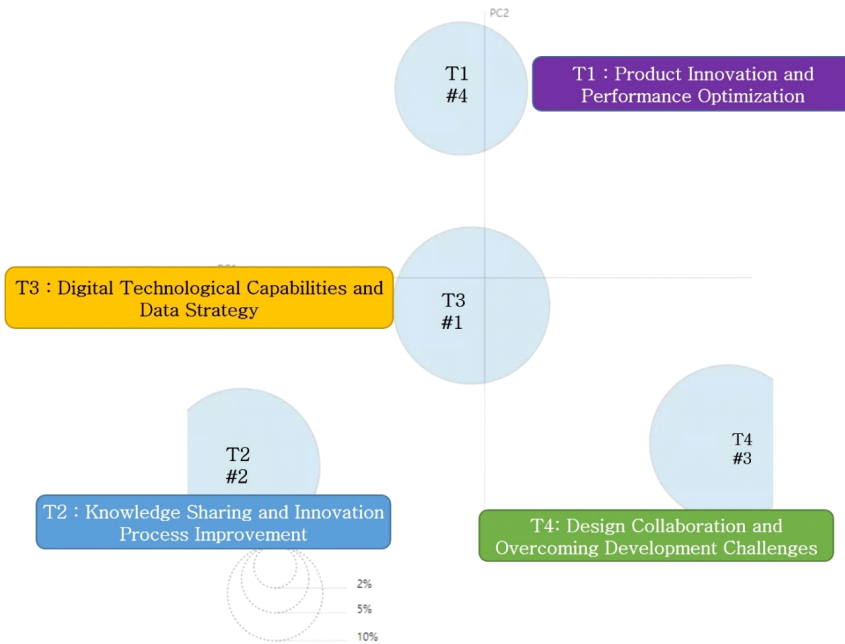 PC2
T1
#4
T1 : Product Innovation and
Performance Optimization
T3 : Digital Technological Capabilities and
Data Strategy
T3
#1
T2
#2
T4
#3
T2 : Knowledge Sharing and Innovation
Process Improvement
T4: Design Collaboration and
Overcoming Development Challenges
2%
5%
10%